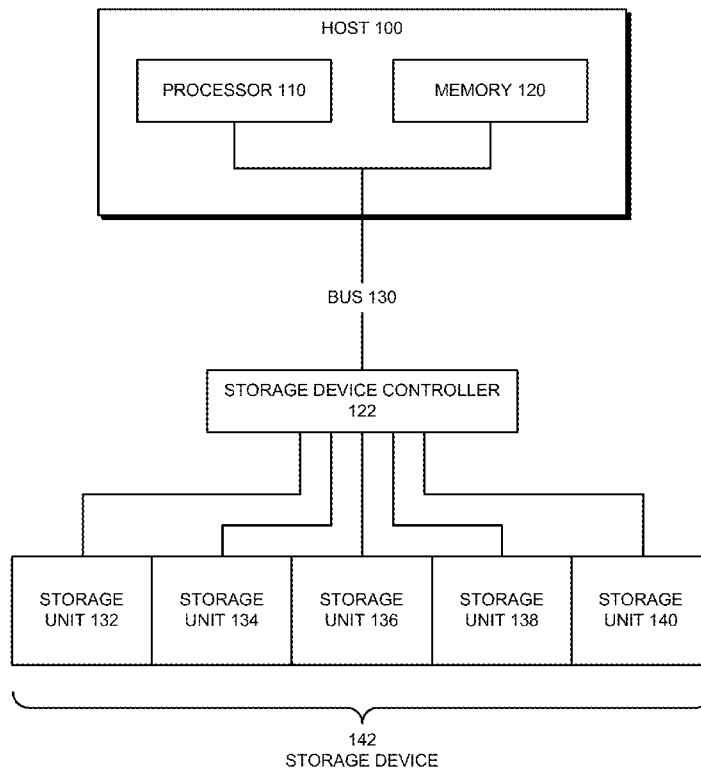 HOST 100
PROCESSOR 110
MEMORY 120
BUS 130
STORAGE DEVICE CONTROLLER
122
STORAGE
UNIT 132
STORAGE
UNIT 134
STORAGE
UNIT 136
STORAGE
UNIT 138
STORAGE
UNIT 140
142
STORAGE DEVICE